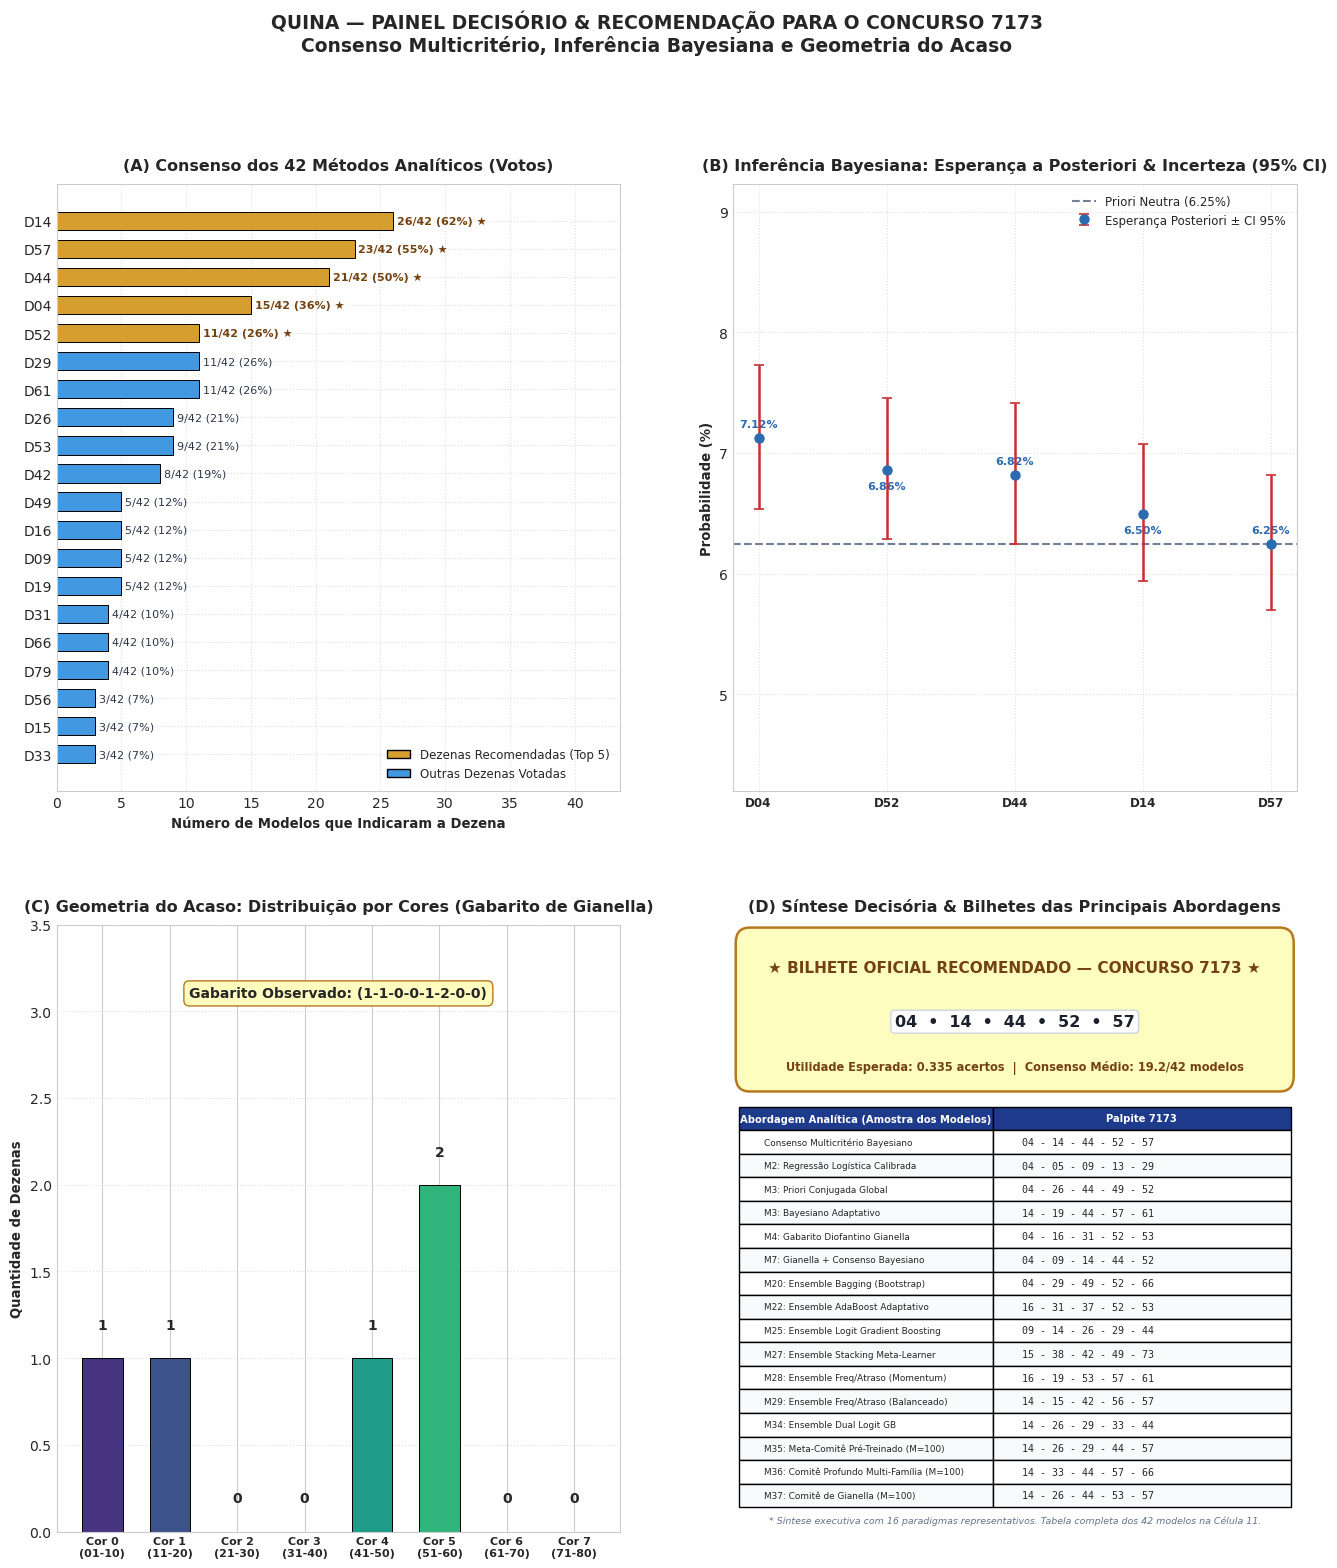 QUINA — PAINEL DECISÓRIO & RECOMENDAÇÃO PARA O CONCURSO 7173
Consenso Multicritério, Inferência Bayesiana e Geometria do Acaso
(A) Consenso dos 42 Métodos Analíticos (Votos)
D14 26/42 (62%) ★
D57 23/42 (55%) ★
D44 21/42 (50%) ★
D04 15/42 (36%) ★
D52 11/42 (26%) ★
D29 11/42 (26%)
D61 11/42 (26%)
D26 9/42 (21%)
D53 9/42 (21%)
D42 8/42 (19%)
D49 5/42 (12%)
D16 5/42 (12%)
D09 5/42 (12%)
D19 5/42 (12%)
D31 4/42 (10%)
D66 4/42 (10%)
D79 4/42 (10%)
D56 3/42 (7%)
D15 3/42 (7%)
D33 3/42 (7%)
Dezenas Recomendadas (Top 5)
Outras Dezenas Votadas
0 5 10 15 20 25 30 35 40
Número de Modelos que Indicaram a Dezena
(B) Inferência Bayesiana: Esperança a Posteriori & Incerteza (95% CI)
Priori Neutra (6.25%)
Esperança Posteriori ± CI 95%
Probabilidade (%)
9
8
7
6
5
7.12%
6.86%
6.82%
6.50%
6.25%
D04 D52 D44 D14 D57
(C) Geometria do Acaso: Distribuição por Cores (Gabarito de Gianella)
Gabarito Observado: (1-1-0-0-1-2-0-0)
Quantidade de Dezenas
3.5
3.0
2.5
2.0
1.5
1.0
0.5
0.0
1 1 0 0 1 2 0 0
Cor 0 Cor 1 Cor 2 Cor 3 Cor 4 Cor 5 Cor 6 Cor 7
(01-10) (11-20) (21-30) (31-40) (41-50) (51-60) (61-70) (71-80)
(D) Síntese Decisória & Bilhetes das Principais Abordagens
★ BILHETE OFICIAL RECOMENDADO — CONCURSO 7173 ★
04 • 14 • 44 • 52 • 57
Utilidade Esperada: 0.335 acertos | Consenso Médio: 19.2/42 modelos
Abordagem Analítica (Amostra dos Modelos) Palpite 7173
Consenso Multicritério Bayesiano 04 - 14 - 44 - 52 - 57
M2: Regressão Logística Calibrada 04 - 05 - 09 - 13 - 29
M3: Priori Conjugada Global 04 - 26 - 44 - 49 - 52
M3: Bayesiano Adaptativo 14 - 19 - 44 - 57 - 61
M4: Gabarito Diofantino Gianella 04 - 16 - 31 - 52 - 53
M7: Gianella + Consenso Bayesiano 04 - 09 - 14 - 44 - 52
M20: Ensemble Bagging (Bootstrap) 04 - 29 - 49 - 52 - 66
M22: Ensemble AdaBoost Adaptativo 16 - 31 - 37 - 52 - 53
M25: Ensemble Logit Gradient Boosting 09 - 14 - 26 - 29 - 44
M27: Ensemble Stacking Meta-Learner 15 - 38 - 42 - 49 - 73
M28: Ensemble Freq/Atraso (Momentum) 16 - 19 - 53 - 57 - 61
M29: Ensemble Freq/Atraso (Balanceado) 14 - 15 - 42 - 56 - 57
M34: Ensemble Dual Logit GB 14 - 26 - 29 - 33 - 44
M35: Meta-Comitê Pré-Treinado (M=100) 14 - 26 - 29 - 44 - 57
M36: Comitê Profundo Multi-Família (M=100) 14 - 33 - 44 - 57 - 66
M37: Comitê de Gianella (M=100) 14 - 26 - 44 - 53 - 57
* Síntese executiva com 16 paradigmas representativos. Tabela completa dos 42 modelos na Célula 11.